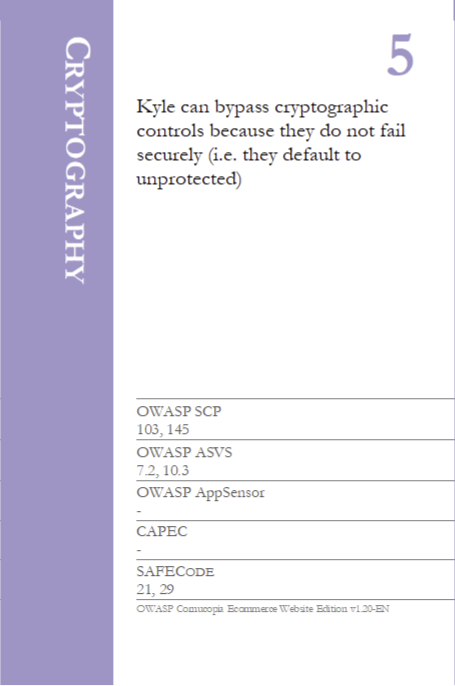 CRYPTOGRAPHY
5
Kyle can bypass cryptographic
controls because they do not fail
securely (i.e. they default to
unprotected)
OWASP SCP
103, 145
OWASP ASVS
7.2, 10.3
OWASP AppSensor
-
CAPEC
-
SAFECODE
21, 29
OWASP Cornucopia Ecommerce Website Edition v1.20-EN